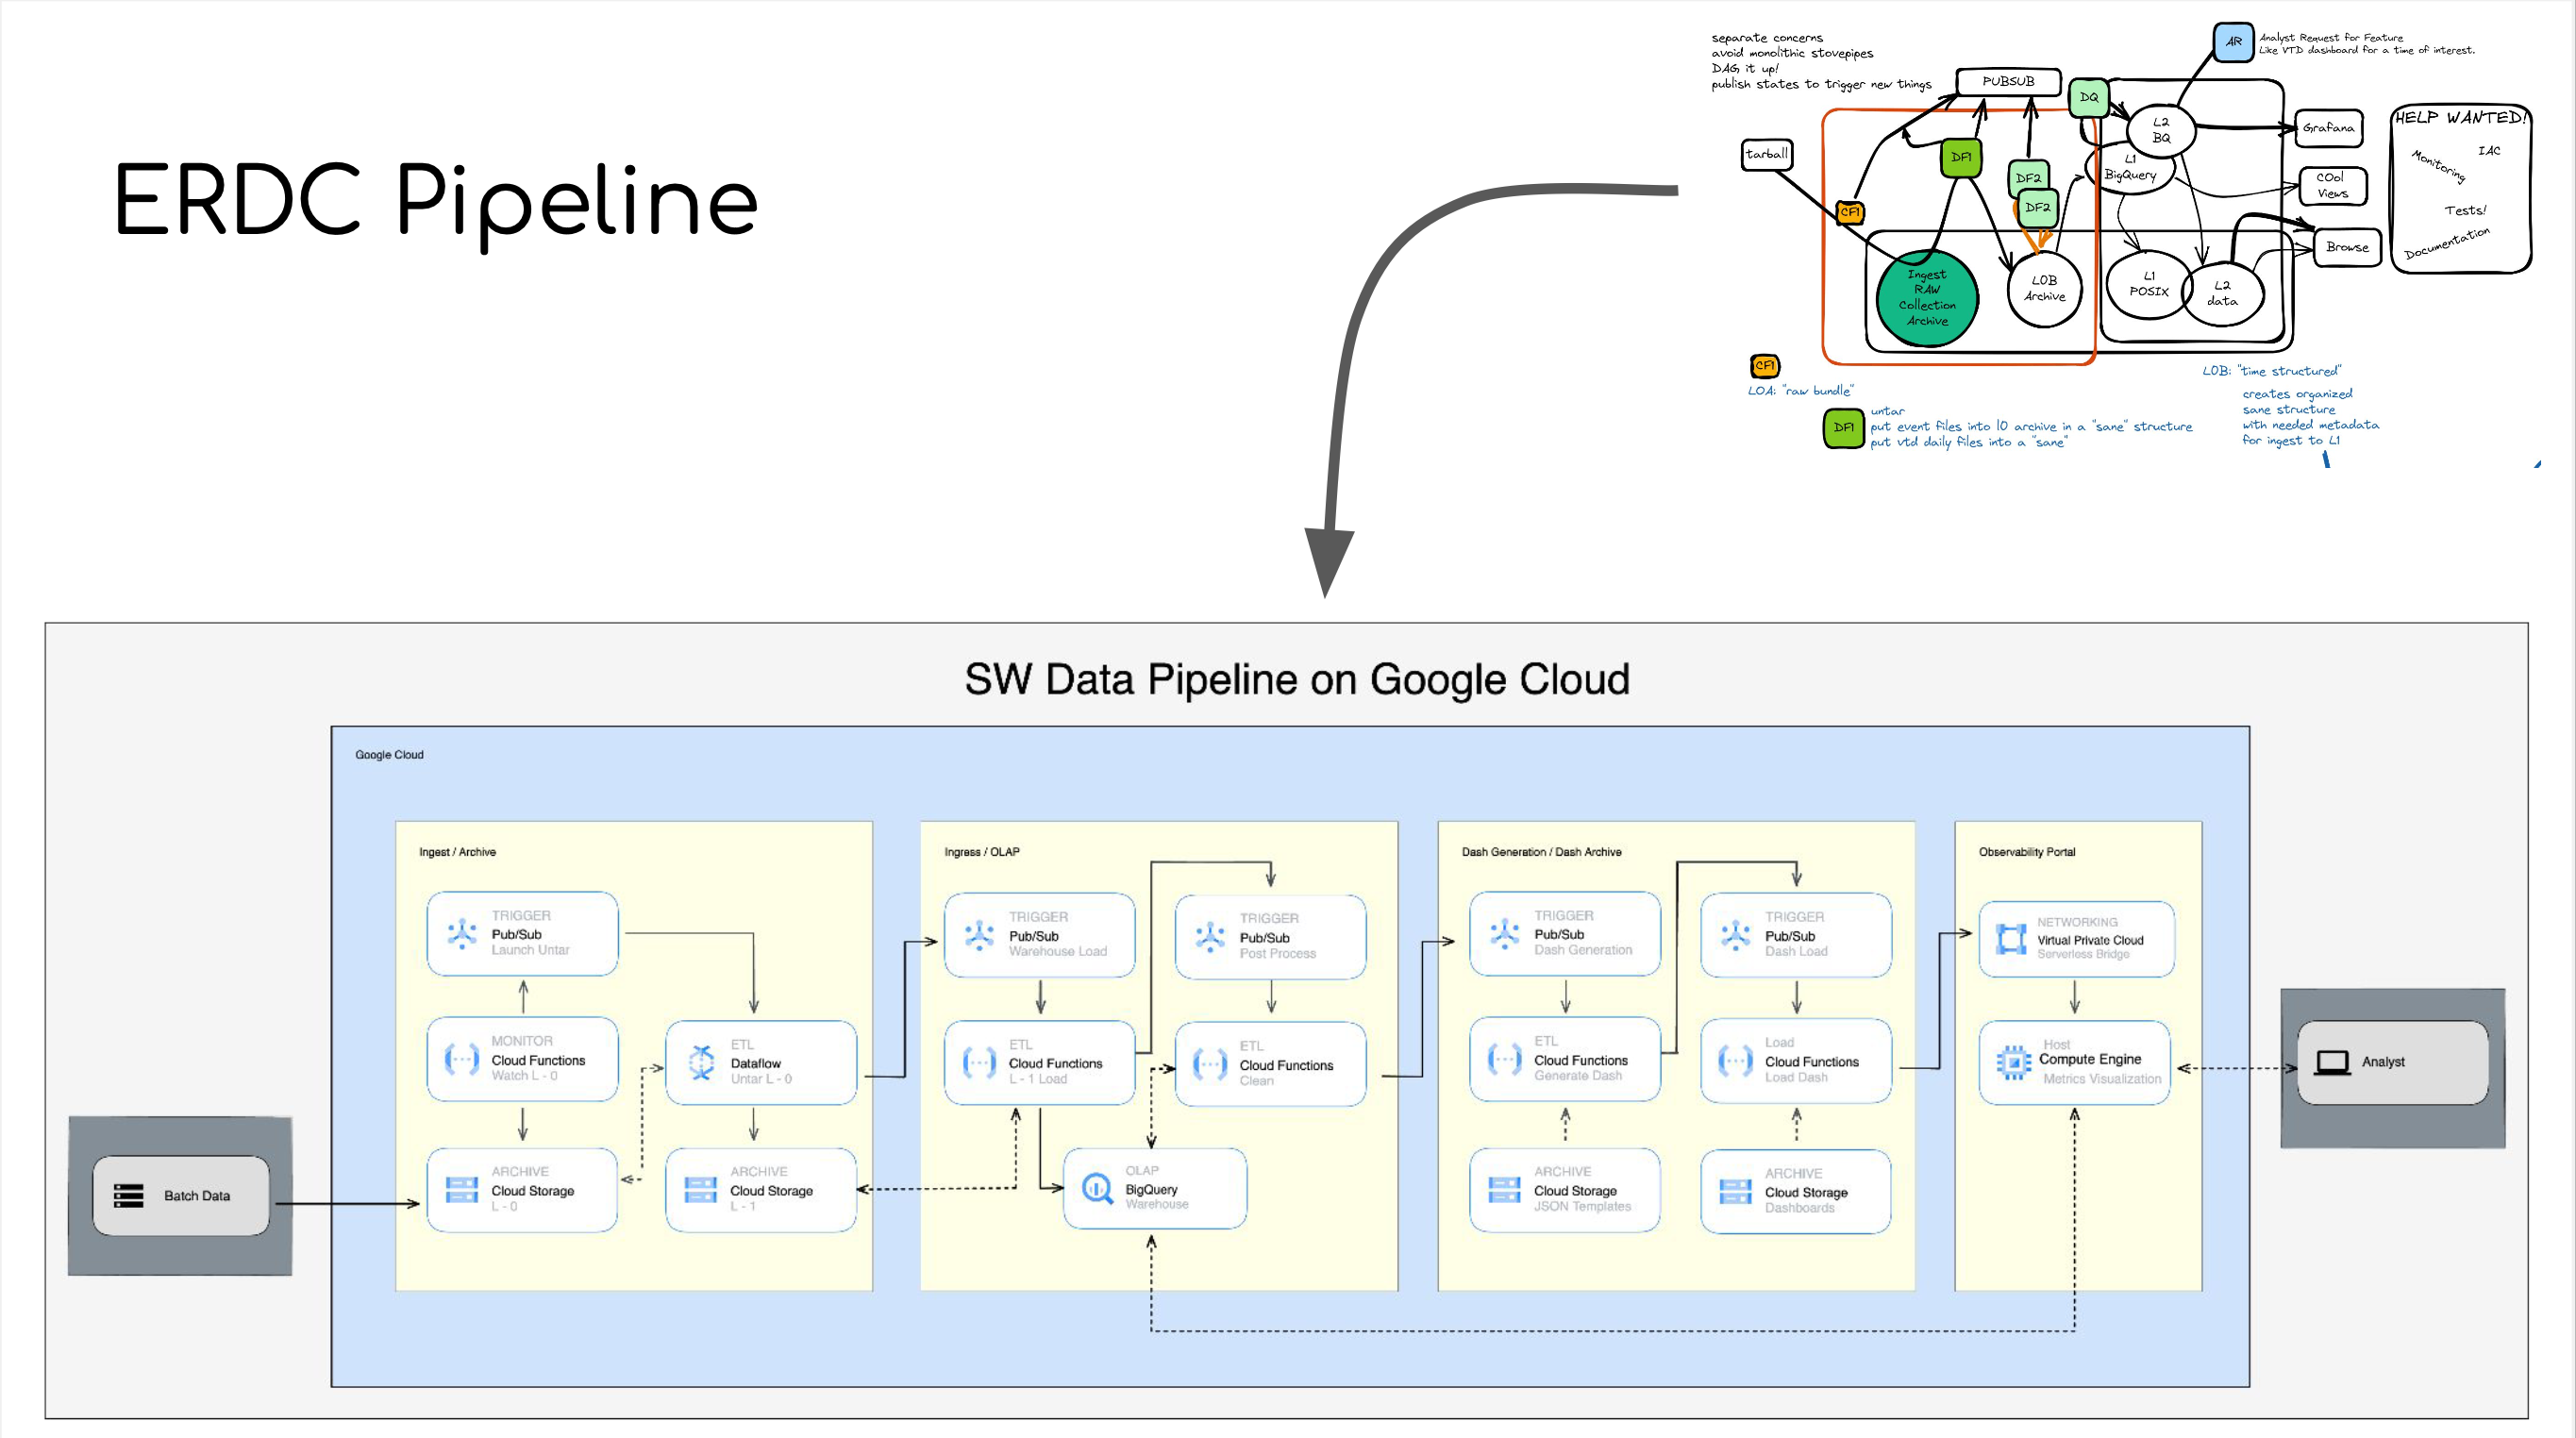 ERDC Pipeline
separate concerns
avoid monolithic stovepipes
DAG it up!
publish states to trigger new things
AR
Analyst Request for Feature
Like VTD dashboard for a time of interest.
PUBSUB
DQ
L2
BQ
L1
BigQuery
Grafana
COol
Views
Browse
HELP WANTED!
IAC
Monitoring
Tests!
Documentation
tarball
CF1
DF1
DF2
DF2
Ingest
RAW
Collection
Archive
LOB
Archive
L1
POSIX
L2
data
CF1
LOA: "raw bundle"
DF1
untar
put event files into l0 archive in a "sane" structure
put vtd daily files into a "sane"
LOB: "time structured"
creates organized
sane structure
with needed metadata
for ingest to L1
SW Data Pipeline on Google Cloud
Google Cloud
Batch Data
Ingest / Archive
TRIGGER
Pub/Sub
Launch Untar
MONITOR
Cloud Functions
Watch L - 0
ETL
Dataflow
Untar L - 0
ARCHIVE
Cloud Storage
L - 0
ARCHIVE
Cloud Storage
L - 1
Ingress / OLAP
TRIGGER
Pub/Sub
Warehouse Load
TRIGGER
Pub/Sub
Post Process
ETL
Cloud Functions
L - 1 Load
ETL
Cloud Functions
Clean
OLAP
BigQuery
Warehouse
Dash Generation / Dash Archive
TRIGGER
Pub/Sub
Dash Generation
TRIGGER
Pub/Sub
Dash Load
ETL
Cloud Functions
Generate Dash
Load
Cloud Functions
Load Dash
ARCHIVE
Cloud Storage
JSON Templates
ARCHIVE
Cloud Storage
Dashboards
Observability Portal
NETWORKING
Virtual Private Cloud
Serverless Bridge
Host
Compute Engine
Metrics Visualization
Analyst